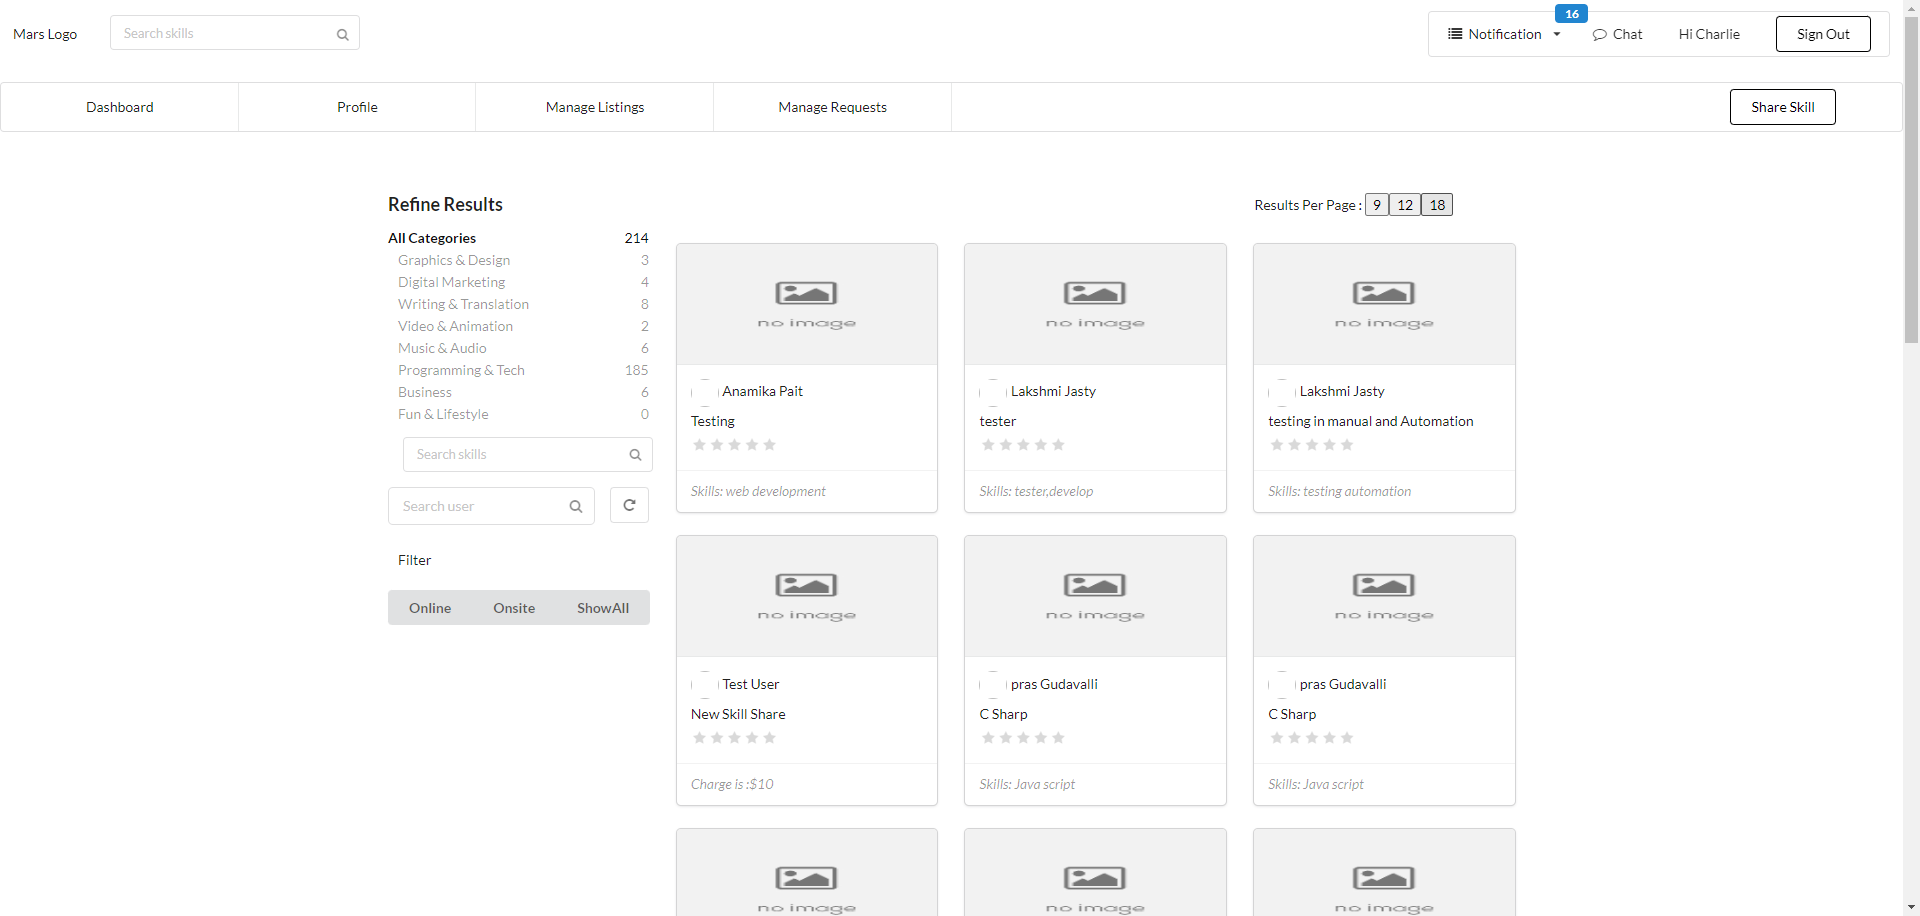 Mars Logo
Search skills
16
Notification
Chat
Hi Charlie
Sign Out
Dashboard
Profile
Manage Listings
Manage Requests
Share Skill
Refine Results
Results Per Page : 9 12 18
All Categories 214
Graphics & Design 3
Digital Marketing 4
Writing & Translation 8
Video & Animation 2
Music & Audio 6
Programming & Tech 185
Business 6
Fun & Lifestyle 0
Search skills
Search user
Filter
Online Onsite ShowAll
no image
Anamika Pait
Testing
Skills: web development
no image
Lakshmi Jasty
tester
Skills: tester,develop
no image
Lakshmi Jasty
testing in manual and Automation
Skills: testing automation
no image
Test User
New Skill Share
Charge is :$10
no image
pras Gudavalli
C Sharp
Skills: Java script
no image
pras Gudavalli
C Sharp
Skills: Java script
no image
no image
no image